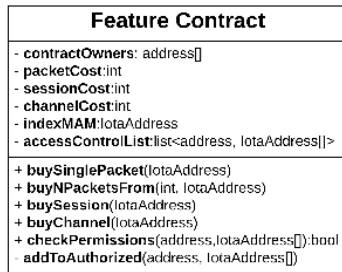 Feature Contract
- contractOwners: address[]
- packetCost:int
- sessionCost:int
- channelCost:int
- indexMAM:IotaAddress
- accessControlList:list<address, IotaAddress[]>
+ buySinglePacket(IotaAddress)
+ buyNPacketsFrom(int, IotaAddress)
+ buySession(IotaAddress)
+ buyChannel(IotaAddress)
+ checkPermissions(address,IotaAddress[]):bool
- addToAuthorized(address, IotaAddress[])